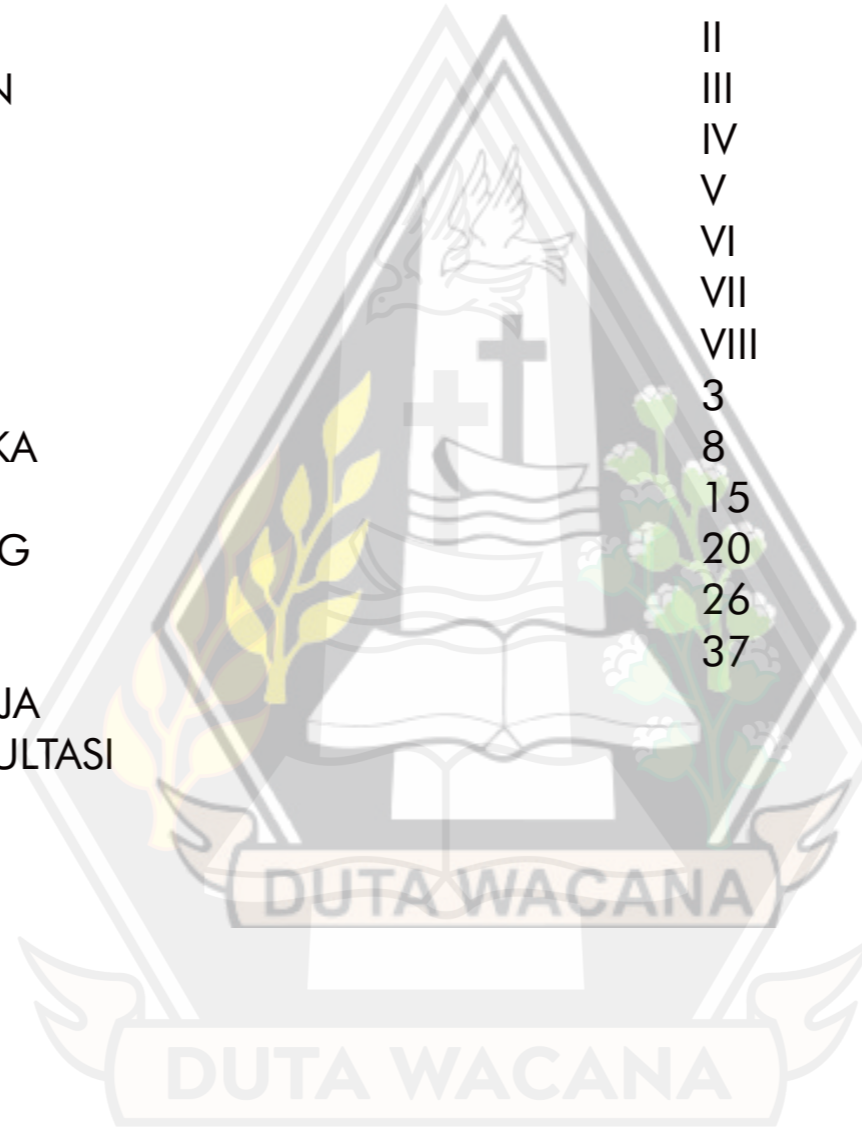 II
N III
IV
V
VI
VII
VIII
3
KA 8
15
G 20
26
37
JA
ULTASI
DUTA WACANA
DUTA WACANA